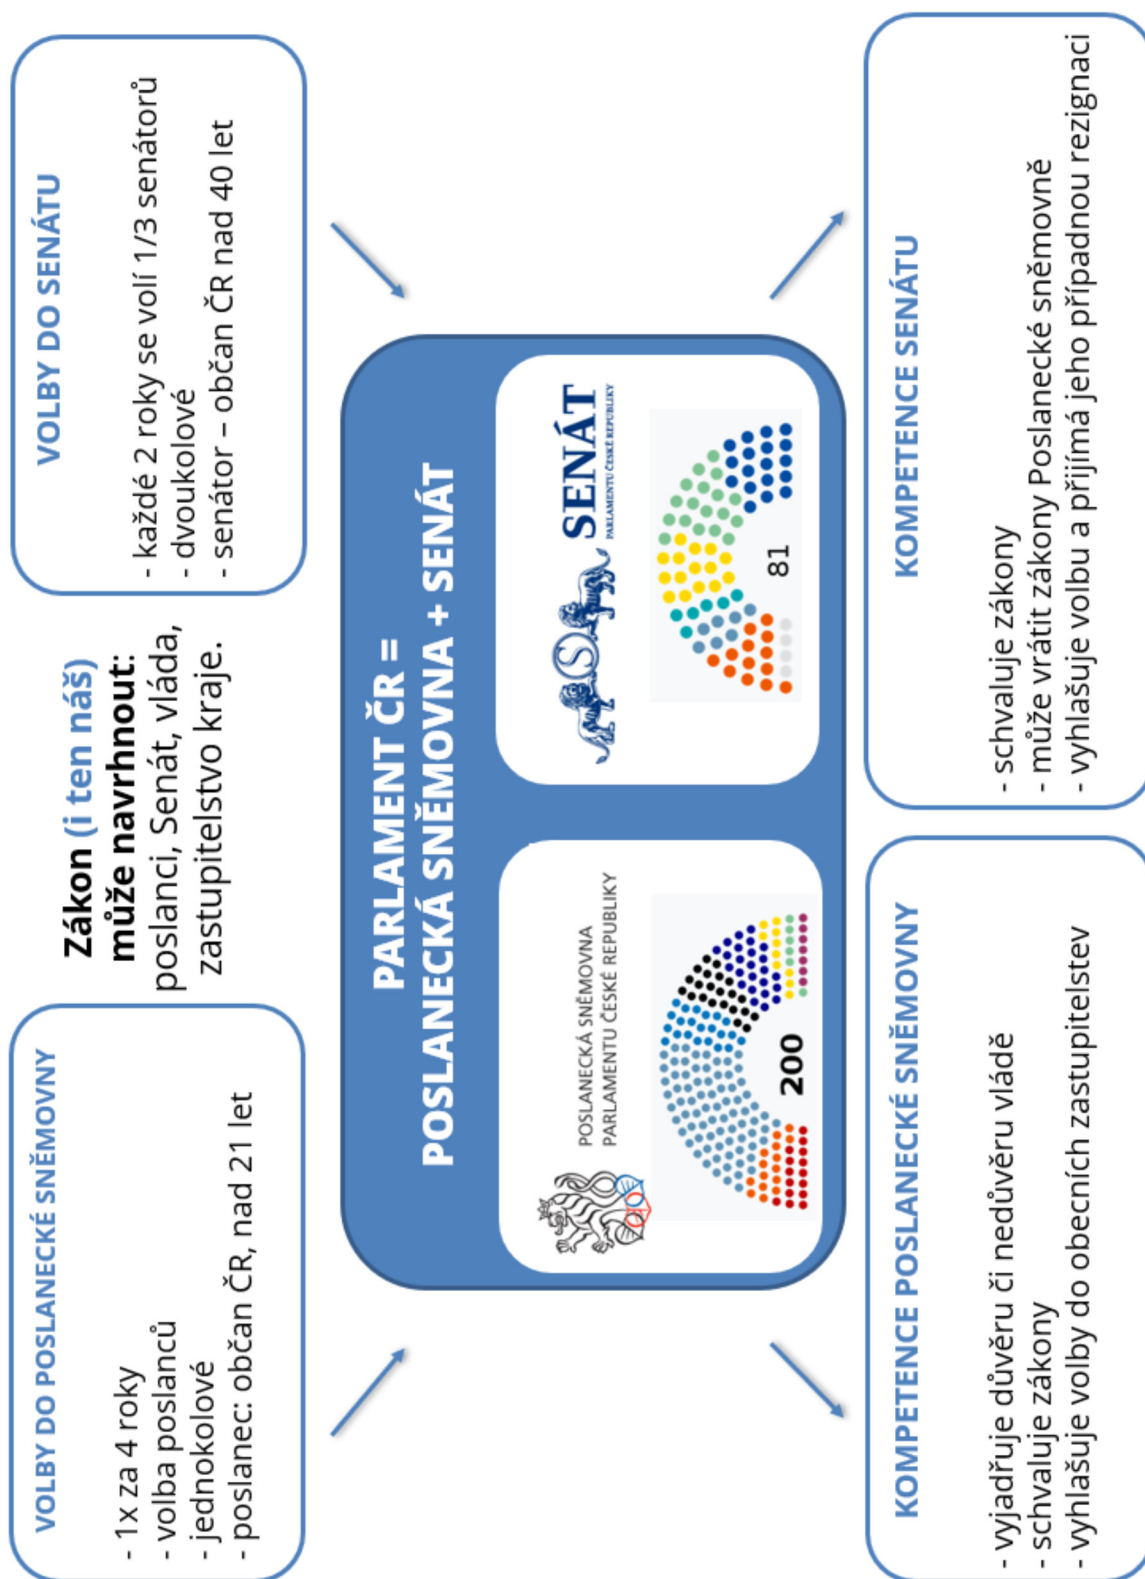 VOLBY DO POSLANECKÉ SNĚMOVNY
- 1x za 4 roky
- volba poslanců
- jednokolové
- poslanec: občan ČR, nad 21 let
Zákon (i ten náš)
může navrhnout:
poslanci, Senát, vláda,
zastupitelstvo kraje.
VOLBY DO SENÁTU
- každé 2 roky se volí 1/3 senátorů
- dvoukolové
- senátor – občan ČR nad 40 let
PARLAMENT ČR =
POSLANECKÁ SNĚMOVNA + SENÁT
POSLANECKÁ SNĚMOVNA
PARLAMENTU ČESKÉ REPUBLIKY
200
S
SENÁT
PARLAMENTU ČESKÉ REPUBLIKY
81
KOMPETENCE POSLANECKÉ SNĚMOVNY
- vyjadřuje důvěru či nedůvěru vládě
- schvaluje zákony
- vyhlašuje volby do obecních zastupitelstev
KOMPETENCE SENÁTU
- schvaluje zákony
- může vrátit zákony Poslanecké sněmovně
- vyhlašuje volbu a přijímá jeho případnou rezignaci